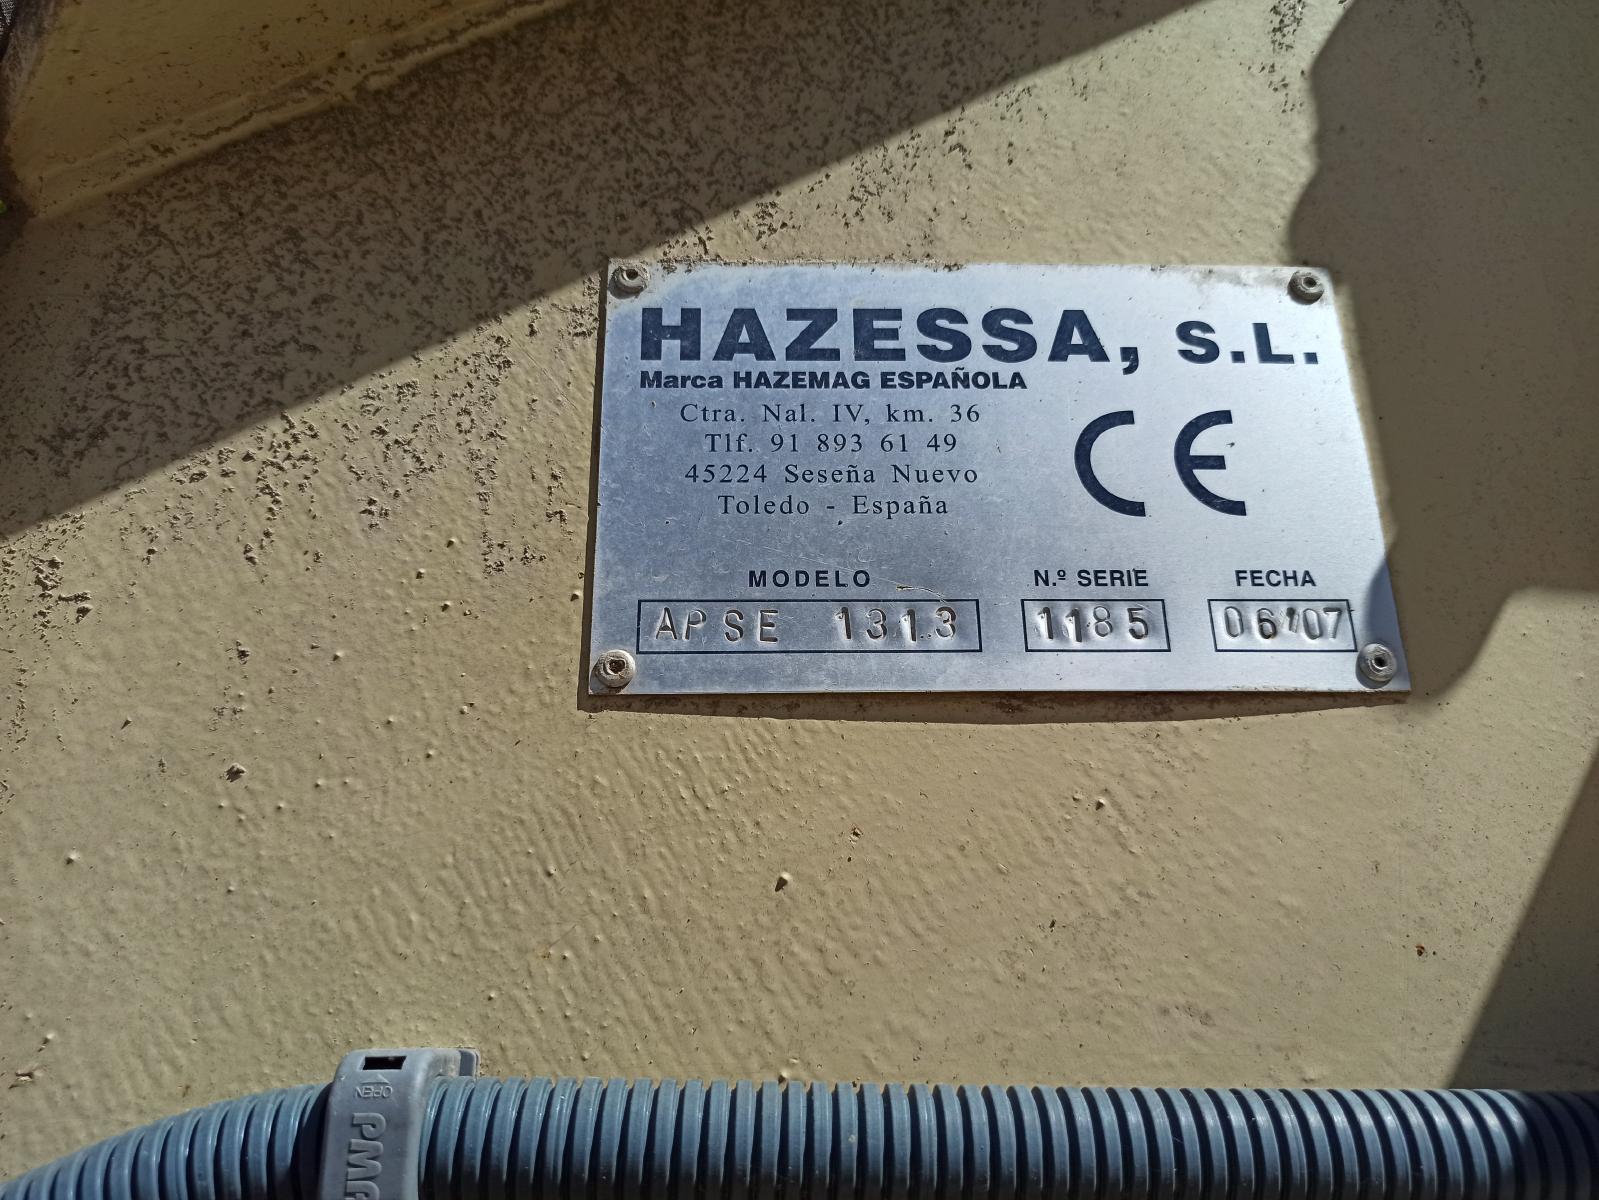 HAZESSA, S.L.
Marca HAZEMAG ESPAÑOLA
Ctra. Nal. IV, km. 36
Tlf. 91 893 61 49
45224 Seseña Nuevo
Toledo - España
CE
MODELO N.º SERIE FECHA
APSE 1313 1185 06'07
OPEN